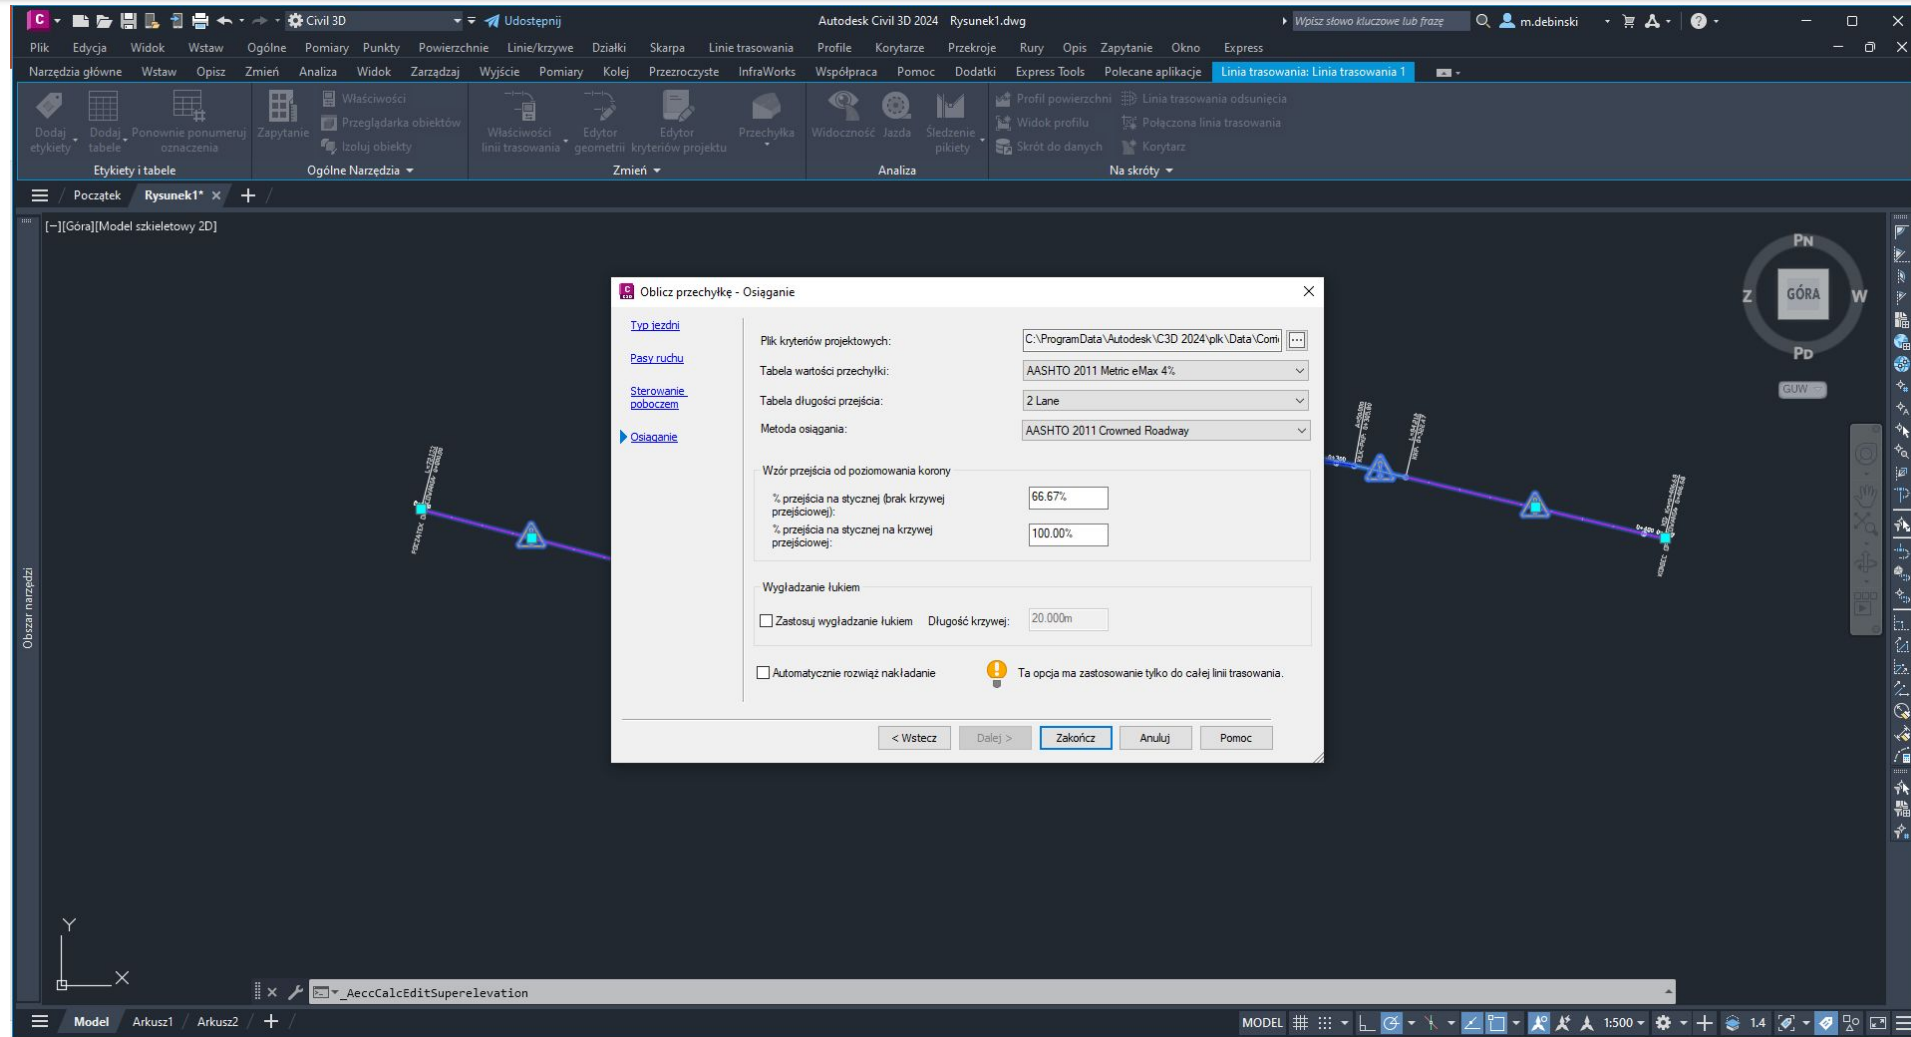 Civil 3D
Udostępnij
Autodesk Civil 3D 2024 Rysunek1.dwg
Wpisz słowo kluczowe lub frazę
m.debinski
Plik Edycja Widok Wstaw Ogólne Pomiary Punkty Powierzchnie Linie/krzywe Działki Skarpa Linie trasowania Profile Korytarze Przekroje Rury Opis Zapytanie Okno Express
Narzędzia główne Wstaw Opisz Zmień Analiza Widok Zarządzaj Wyjście Pomiary Kolej Przezroczyste InfraWorks Współpraca Pomoc Dodatki Express Tools Polecane aplikacje Linia trasowania: Linia trasowania 1
Właściwości
Przeglądarka obiektów
Izoluj obiekty
Dodaj etykiety
Dodaj tabele
Ponownie ponumeruj oznaczenia
Zapytanie
Właściwości linii trasowania
Edytor geometrii
Edytor kryteriów projektu
Przechyłka
Widoczność
Jazda
Śledzenie pikiety
Profil powierzchni
Linia trasowania odsunięcia
Widok profilu
Połączona linia trasowania
Skrót do danych
Korytarz
Etykiety i tabele
Ogólne Narzędzia
Zmień
Analiza
Na skróty
Początek
Rysunek1*
[−][Góra][Model szkieletowy 2D]
PN
Z
GÓRA
W
PD
GUW
Obszar narzędzi
Oblicz przechyłkę - Osiąganie
Typ jezdni
Pasy ruchu
Sterowanie
poboczem
Osiąganie
Plik kryteriów projektowych:
C:\ProgramData\Autodesk\C3D 2024\plk\Data\Corri
...
Tabela wartości przechyłki:
AASHTO 2011 Metric eMax 4%
Tabela długości przejścia:
2 Lane
Metoda osiągania:
AASHTO 2011 Crowned Roadway
Wzór przejścia od poziomowania korony
% przejścia na stycznej (brak krzywej
przejściowej):
66.67%
% przejścia na stycznej na krzywej
przejściowej:
100.00%
Wygładzanie łukiem
Zastosuj wygładzanie łukiem
Długość krzywej:
20.000m
Automatycznie rozwiąż nakładanie
Ta opcja ma zastosowanie tylko do całej linii trasowania.
< Wstecz
Dalej >
Zakończ
Anuluj
Pomoc
Y
X
_AeccCalcEditSuperelevation
Model
Arkusz1
Arkusz2
MODEL
1:500
1.4